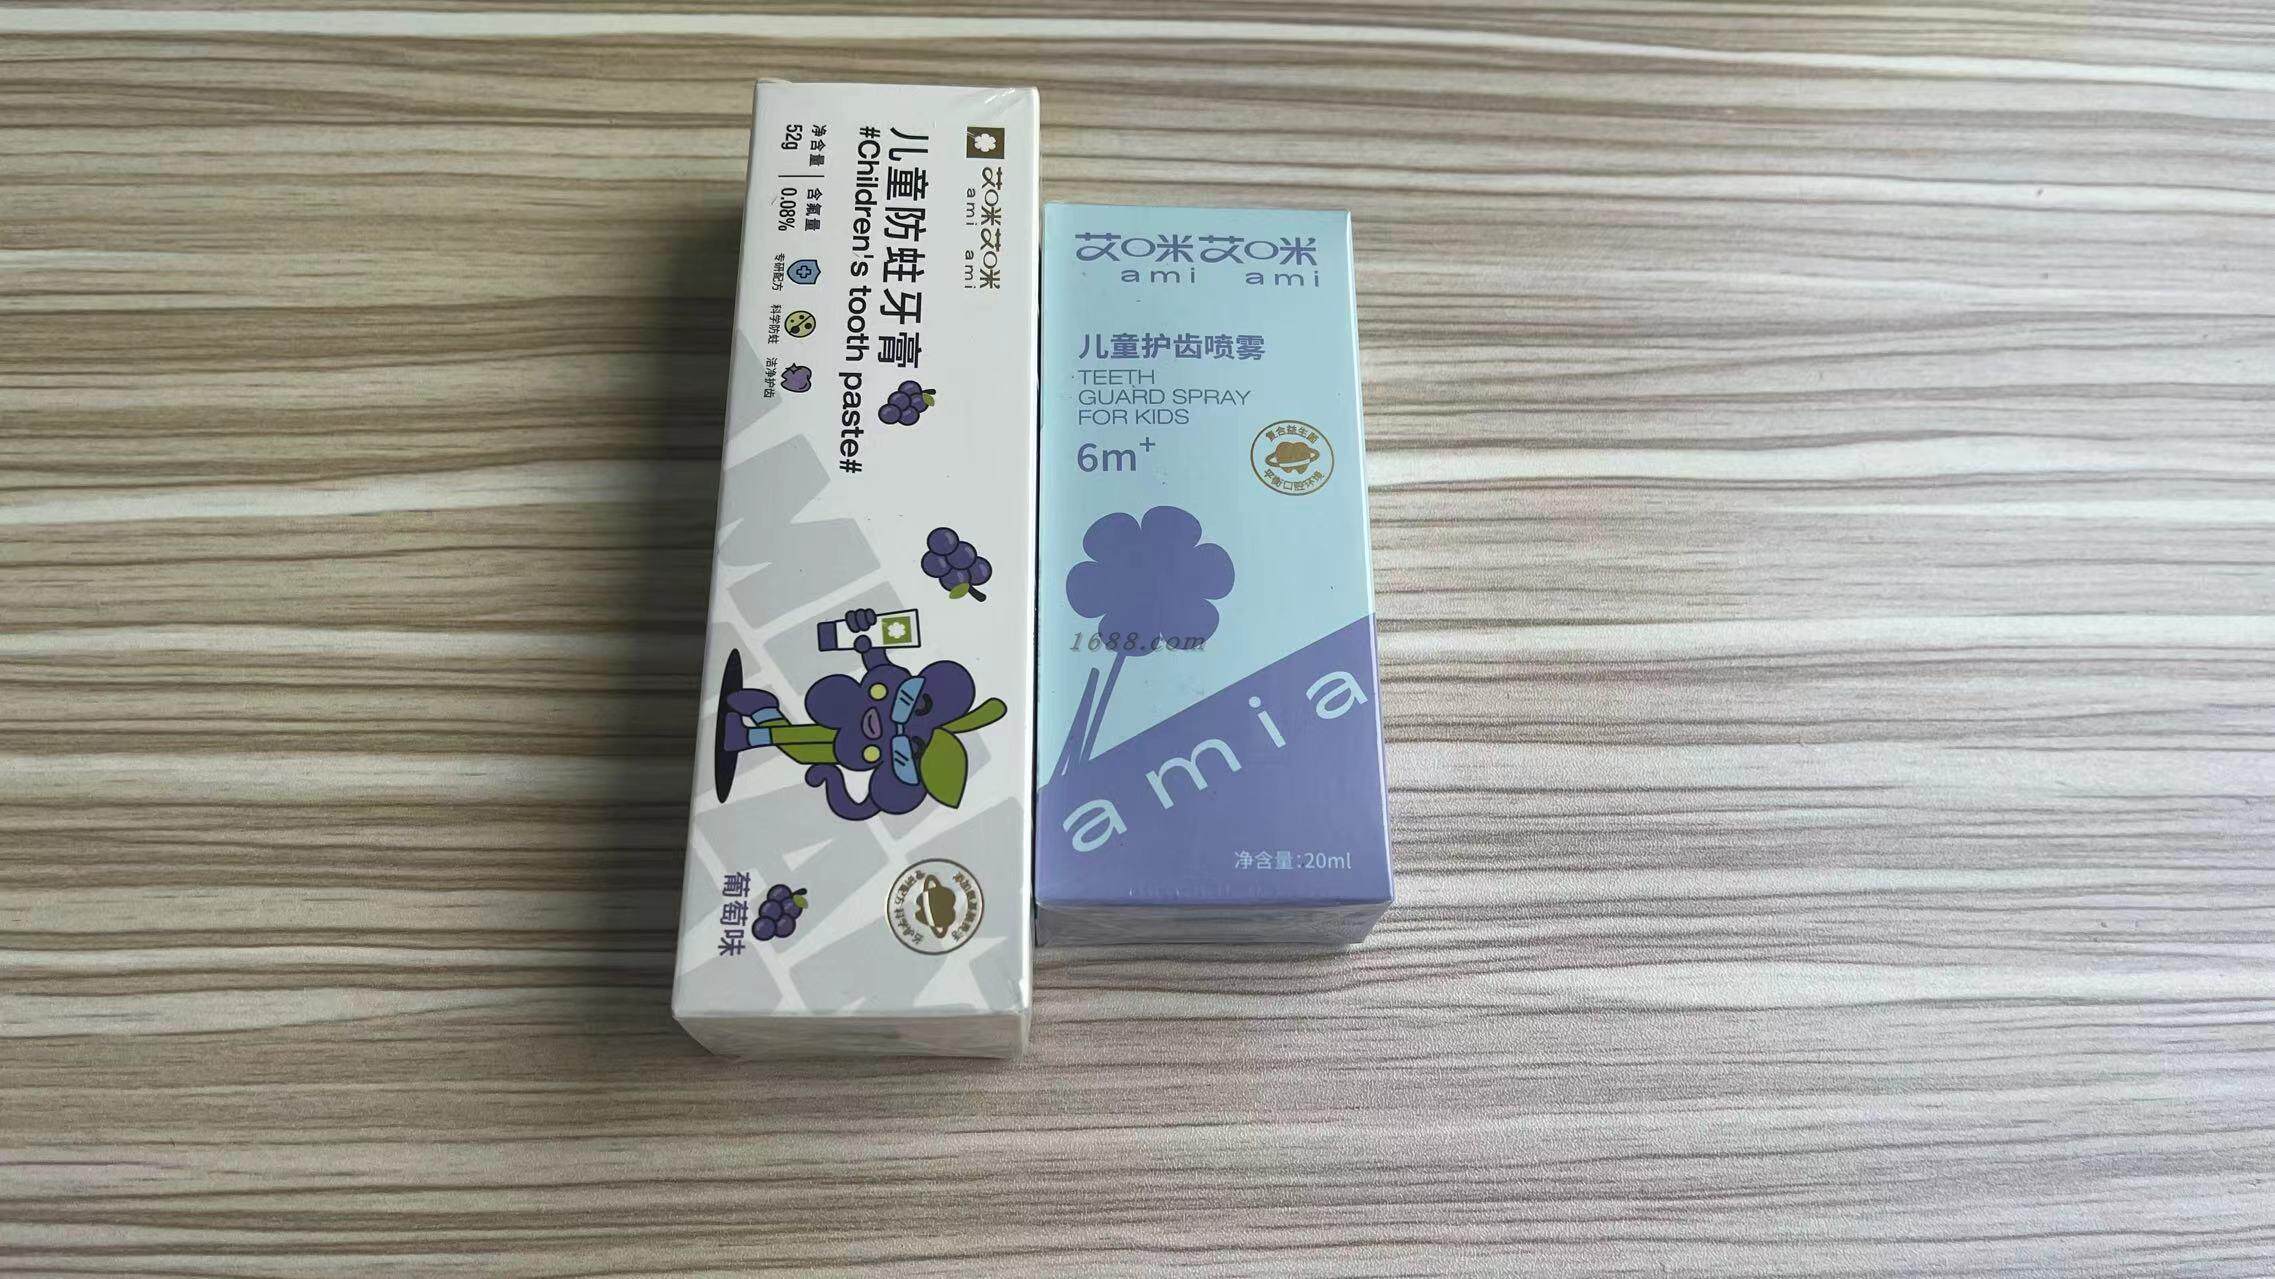 艾咪艾咪
ami ami
儿童防蛀牙膏
#Children's tooth paste#
净含量 含氟量
52g 0.08%
专研配方 科学防蛀 洁净护齿
葡萄味
艾咪艾咪
ami ami
儿童护齿喷雾
TEETH
GUARD SPRAY
FOR KIDS
6m+
复合益生菌
平衡口腔环境
1688.com
amia
净含量:20ml